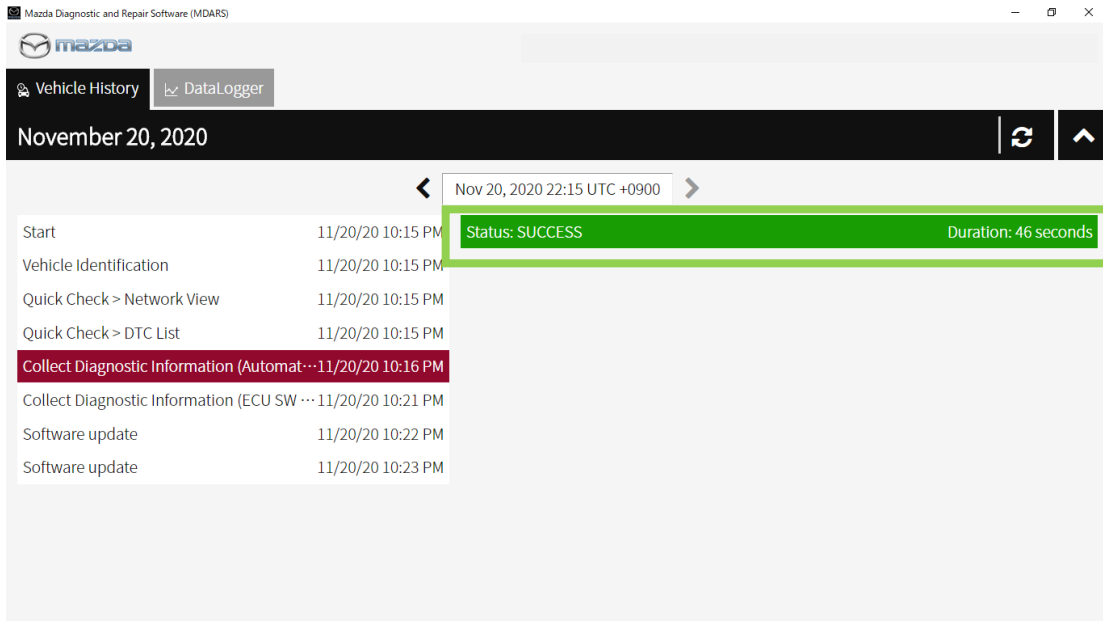 Mazda Diagnostic and Repair Software (MDARS)
mazda
Vehicle History
DataLogger
November 20, 2020
Nov 20, 2020 22:15 UTC +0900
Start 11/20/20 10:15 PM
Status: SUCCESS Duration: 46 seconds
Vehicle Identification 11/20/20 10:15 PM
Quick Check > Network View 11/20/20 10:15 PM
Quick Check > DTC List 11/20/20 10:15 PM
Collect Diagnostic Information (Automat⋯11/20/20 10:16 PM
Collect Diagnostic Information (ECU SW ⋯11/20/20 10:21 PM
Software update 11/20/20 10:22 PM
Software update 11/20/20 10:23 PM